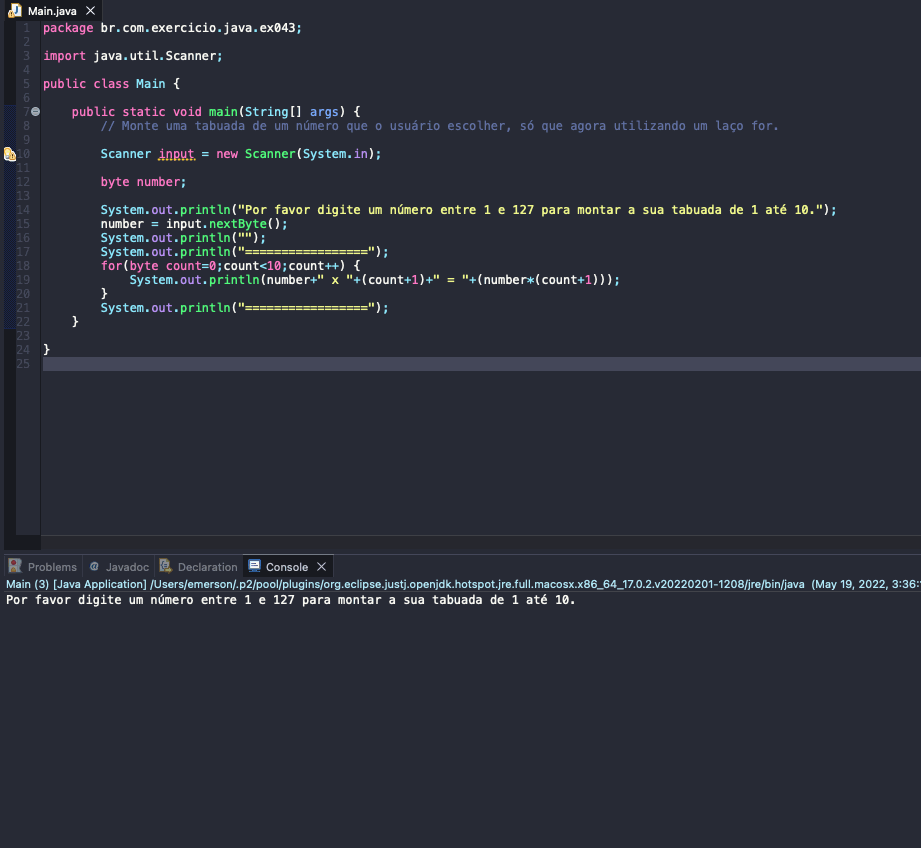 Main.java
1 package br.com.exercicio.java.ex043;
2
3 import java.util.Scanner;
4
5 public class Main {
6
7 public static void main(String[] args) {
8 // Monte uma tabuada de um número que o usuário escolher, só que agora utilizando um laço for.
9
10 Scanner input = new Scanner(System.in);
11
12 byte number;
13
14 System.out.println("Por favor digite um número entre 1 e 127 para montar a sua tabuada de 1 até 10.");
15 number = input.nextByte();
16 System.out.println("");
17 System.out.println("=================");
18 for(byte count=0;count<10;count++) {
19 System.out.println(number+" x "+(count+1)+" = "+(number*(count+1)));
20 }
21 System.out.println("=================");
22 }
23
24 }
25
Problems @ Javadoc Declaration Console
Main (3) [Java Application] /Users/emerson/.p2/pool/plugins/org.eclipse.justj.openjdk.hotspot.jre.full.macosx.x86_64_17.0.2.v20220201-1208/jre/bin/java (May 19, 2022, 3:36:
Por favor digite um número entre 1 e 127 para montar a sua tabuada de 1 até 10.